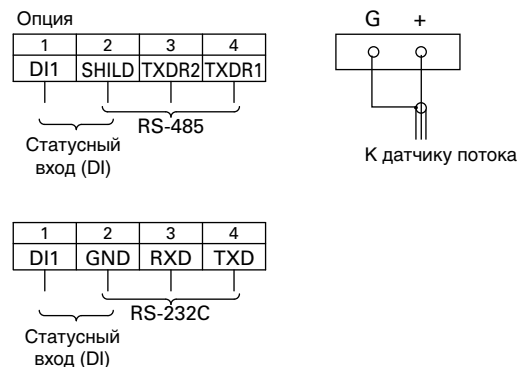 Опция
1 2 3 4
DI1 SHILD TXDR2 TXDR1
RS-485
Статусный
вход (DI)
G +
К датчику потока
1 2 3 4
DI1 GND RXD TXD
RS-232C
Статусный
вход (DI)